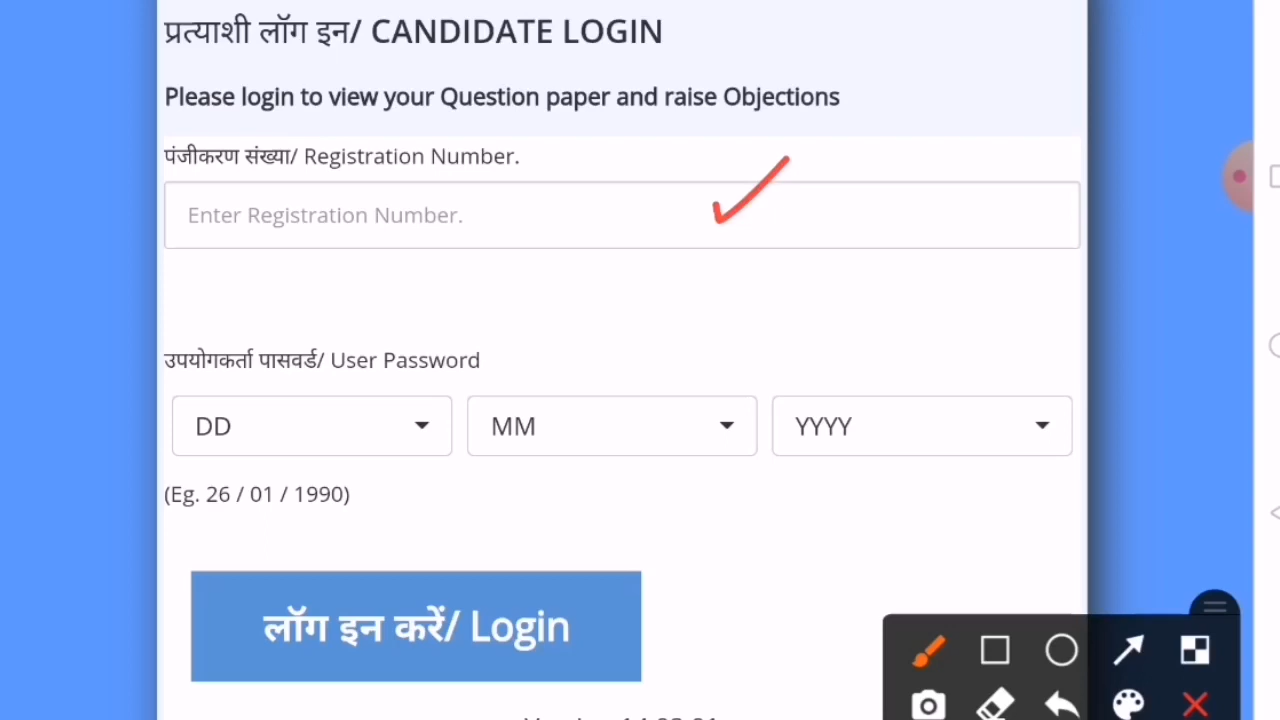 प्रत्याशी लॉग इन/ CANDIDATE LOGIN
Please login to view your Question paper and raise Objections
पंजीकरण संख्या/ Registration Number.
Enter Registration Number.
उपयोगकर्ता पासवर्ड/ User Password
DD MM YYYY
(Eg. 26 / 01 / 1990)
लॉग इन करें/ Login